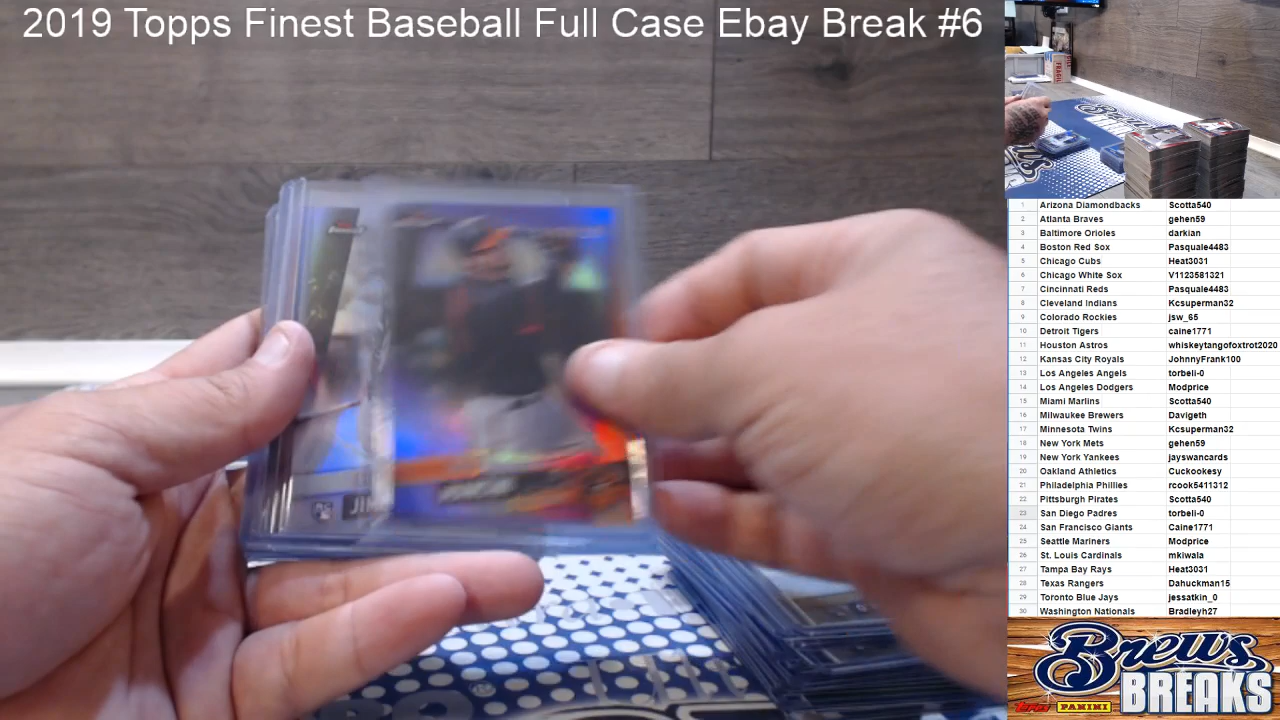 2019 Topps Finest Baseball Full Case Ebay Break #6
1 Arizona Diamondbacks Scotta540
2 Atlanta Braves gehen59
3 Baltimore Orioles darkian
4 Boston Red Sox Pasquale4483
5 Chicago Cubs Heat3031
6 Chicago White Sox V1123581321
7 Cincinnati Reds Pasquale4483
8 Cleveland Indians Kcsuperman32
9 Colorado Rockies jsw_65
10 Detroit Tigers caine1771
11 Houston Astros whiskeytangofoxtrot2020
12 Kansas City Royals JohnnyFrank100
13 Los Angeles Angels torbeli-0
14 Los Angeles Dodgers Modprice
15 Miami Marlins Scotta540
16 Milwaukee Brewers Davigeth
17 Minnesota Twins Kcsuperman32
18 New York Mets gehen59
19 New York Yankees jayswancards
20 Oakland Athletics Cuckookesy
21 Philadelphia Phillies rcook5411312
22 Pittsburgh Pirates Scotta540
23 San Diego Padres torbeli-0
24 San Francisco Giants Caine1771
25 Seattle Mariners Modprice
26 St. Louis Cardinals mkiwala
27 Tampa Bay Rays Heat3031
28 Texas Rangers Dahuckman15
29 Toronto Blue Jays jessatkin_0
30 Washington Nationals Bradleyh27
Brews
BREAKS
Topps PANINI